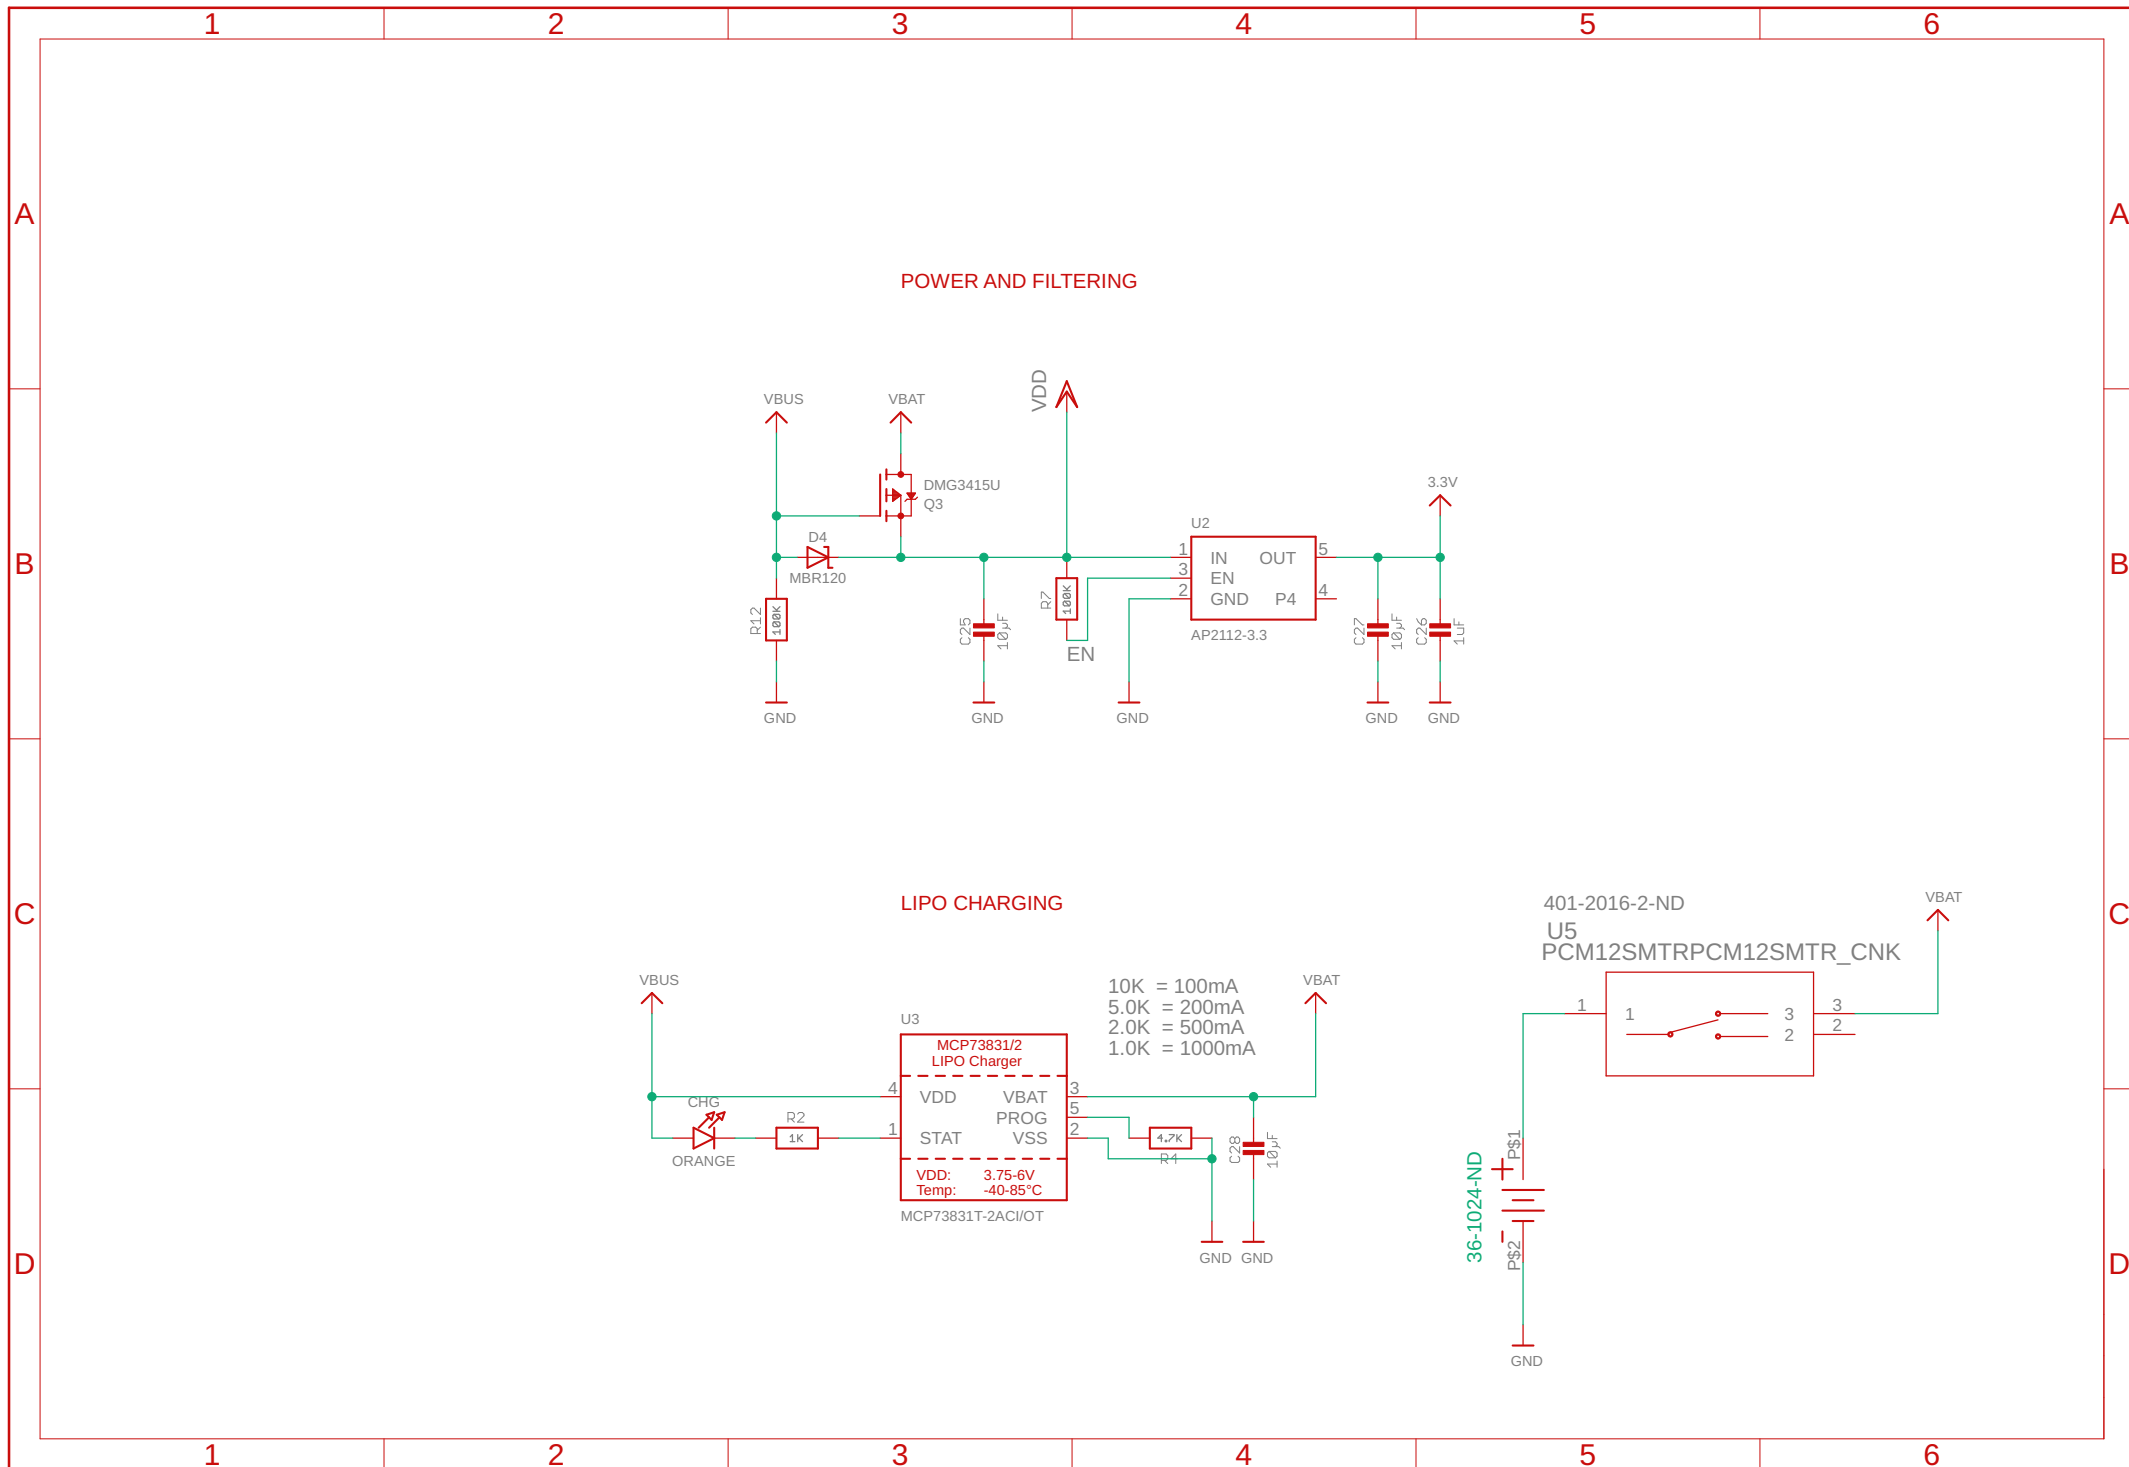 1 2 3 4 5 6
A A
POWER AND FILTERING
VDD
VBUS VBAT
DMG3415U
Q3
3.3V
U2
D4
MBR120
B B
1 IN OUT 5
3 EN
2 GND P4 4
AP2112-3.3
R12 100K
C25 10µF
R7 100K
EN
C27 10µF
C26 1uF
GND GND GND GND GND
LIPO CHARGING
C C
401-2016-2-ND
U5
PCM12SMTRPCM12SMTR_CNK
VBAT
1 1 3 3
2 2
VBUS
10K = 100mA
5.0K = 200mA
2.0K = 500mA
1.0K = 1000mA
VBAT
U3
MCP73831/2
LIPO Charger
4 VDD VBAT 3
PROG 5
1 STAT VSS 2
CHG
ORANGE
R2
1K
4.7K
R4
C28 10µF
VDD: 3.75-6V
Temp: -40-85°C
MCP73831T-2ACI/OT
GND GND
36-1024-ND
P$1
+
-
P$2
GND
D D
1 2 3 4 5 6